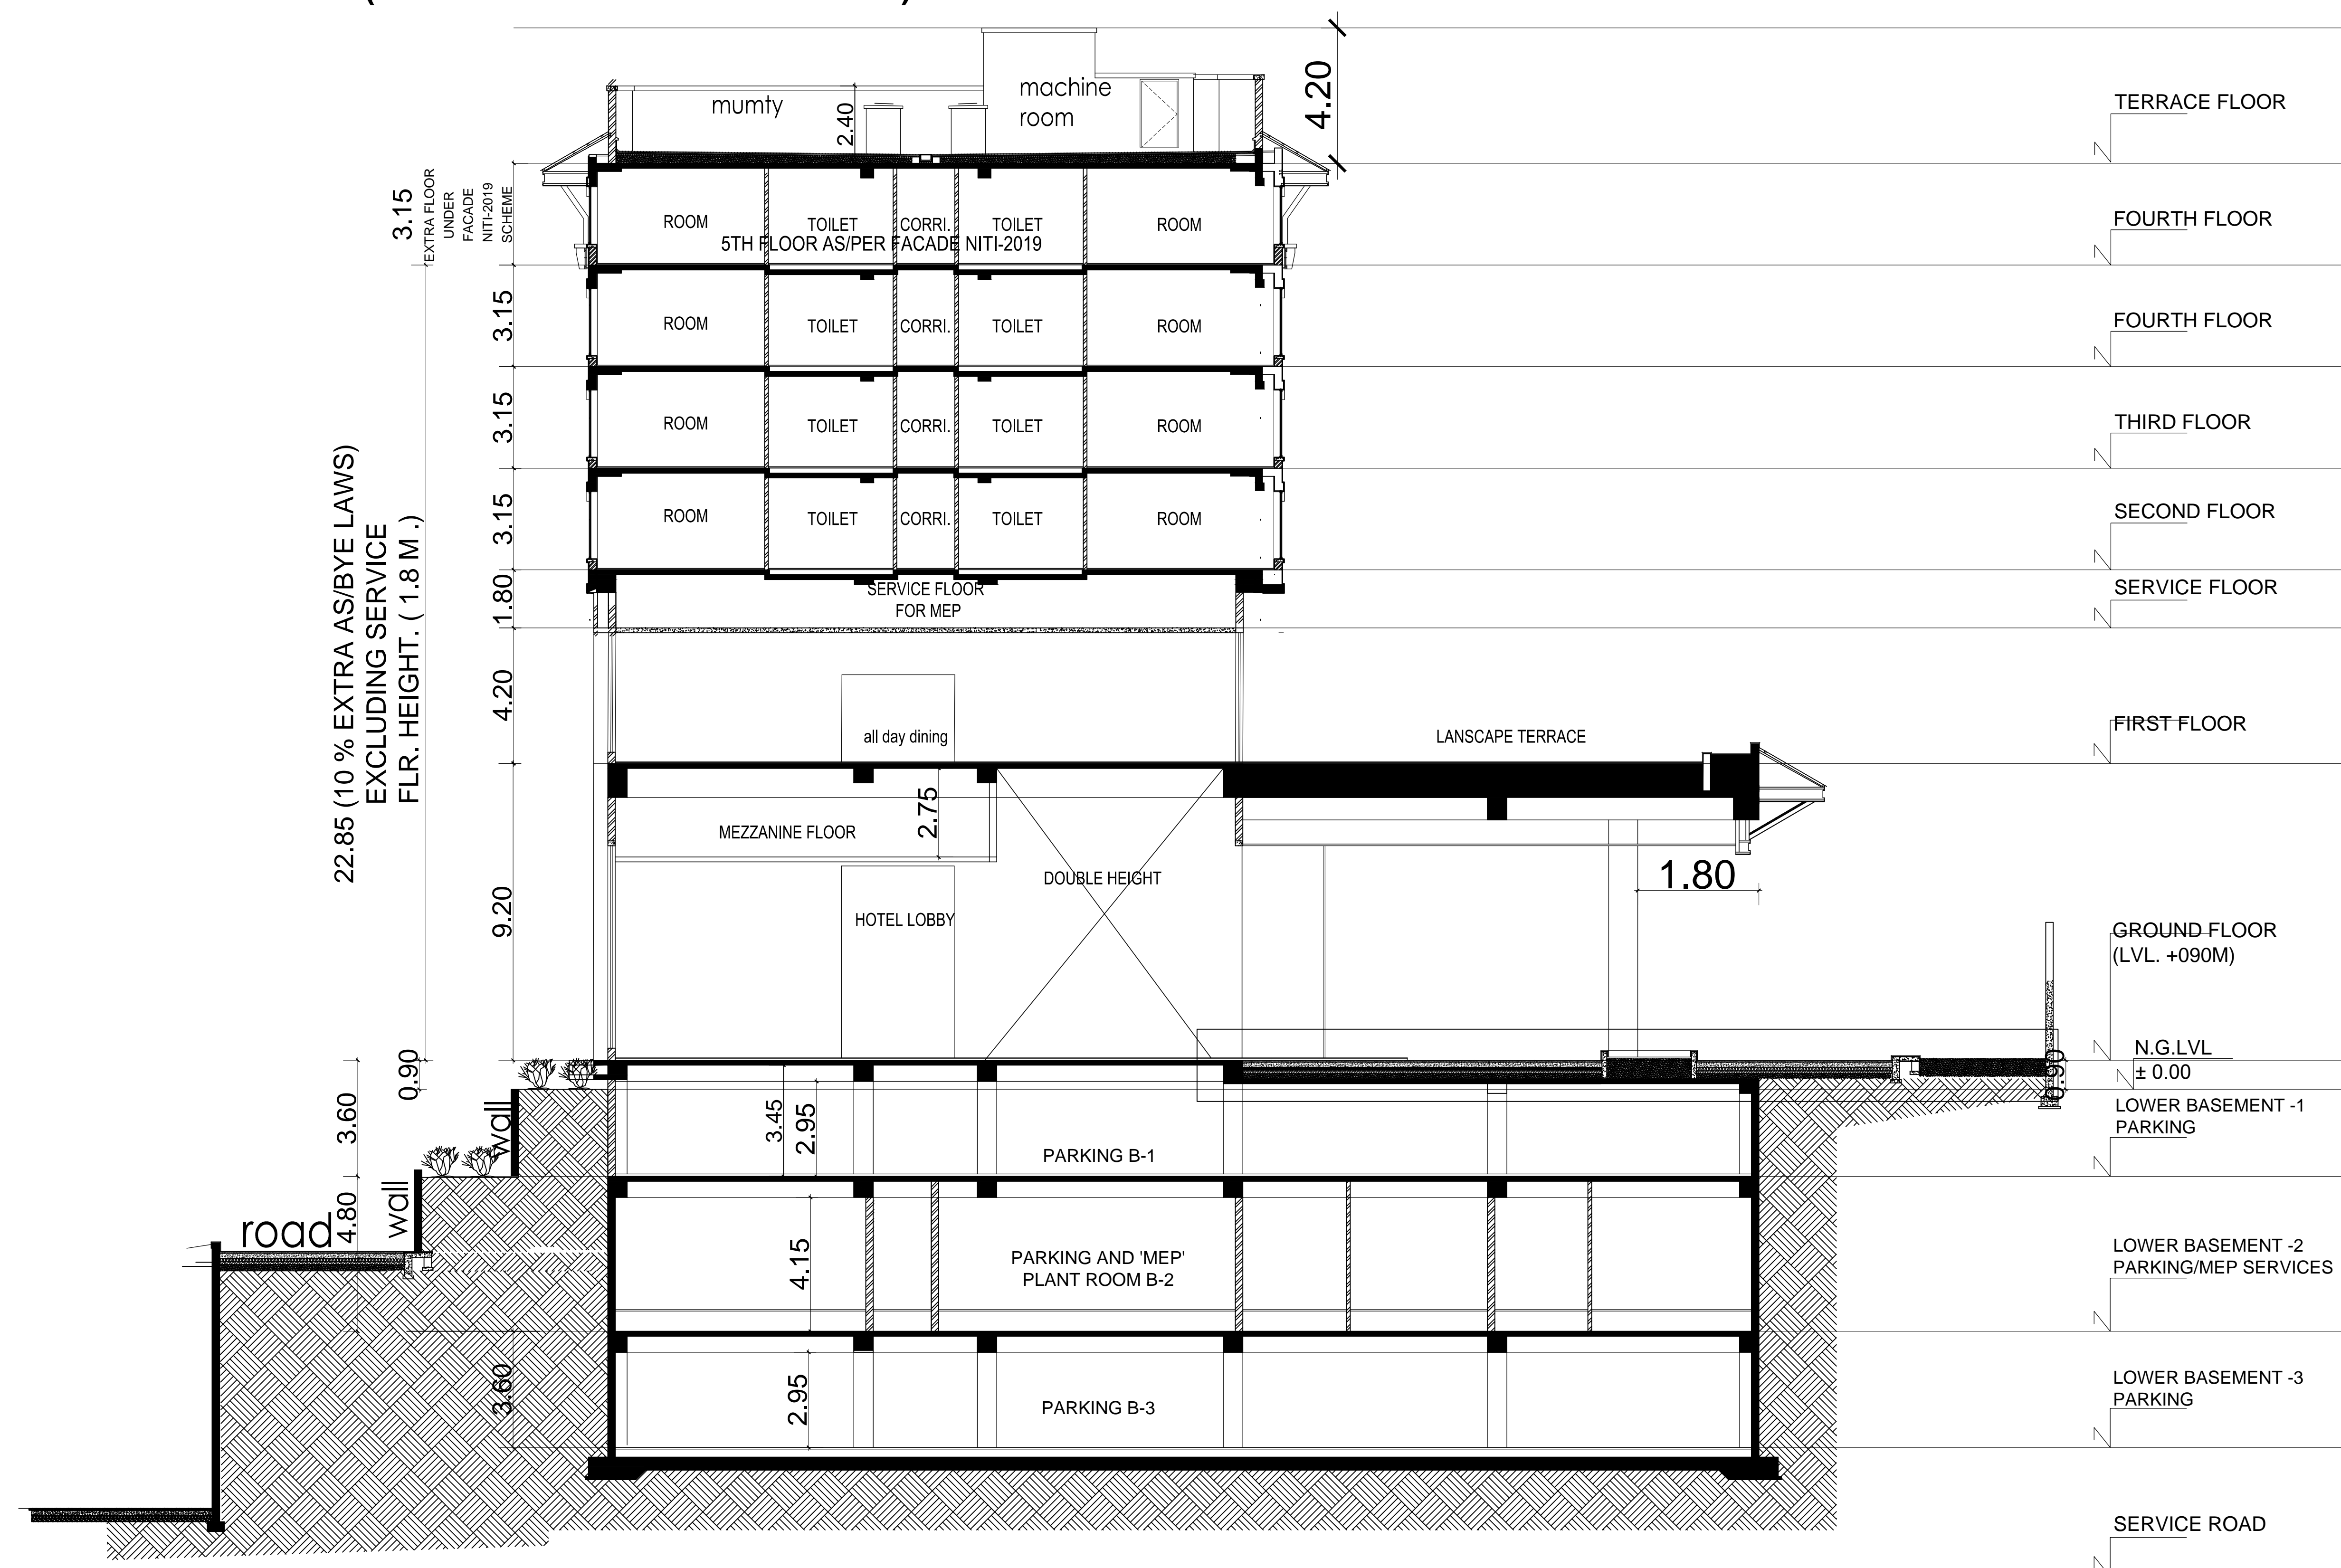 4.20
mumty
2.40
machine
room
TERRACE FLOOR
3.15
EXTRA FLOOR
UNDER
FACADE
NITI-2019
SCHEME
ROOM
TOILET
CORRI.
TOILET
ROOM
5TH FLOOR AS/PER FACADE NITI-2019
FOURTH FLOOR
3.15
ROOM
TOILET
CORRI.
TOILET
ROOM
FOURTH FLOOR
3.15
ROOM
TOILET
CORRI.
TOILET
ROOM
THIRD FLOOR
3.15
ROOM
TOILET
CORRI.
TOILET
ROOM
SECOND FLOOR
22.85 (10 % EXTRA AS/BYE LAWS)
EXCLUDING SERVICE
FLR. HEIGHT. ( 1.8 M .)
1.80
SERVICE FLOOR
FOR MEP
SERVICE FLOOR
4.20
all day dining
LANSCAPE TERRACE
FIRST FLOOR
9.20
MEZZANINE FLOOR
2.75
DOUBLE HEIGHT
HOTEL LOBBY
1.80
GROUND FLOOR
(LVL. +090M)
0.90
0.90
N.G.LVL
± 0.00
3.60
wall
3.45
2.95
PARKING B-1
LOWER BASEMENT -1
PARKING
road
4.80
wall
4.15
PARKING AND 'MEP'
PLANT ROOM B-2
LOWER BASEMENT -2
PARKING/MEP SERVICES
3.60
2.95
PARKING B-3
LOWER BASEMENT -3
PARKING
SERVICE ROAD